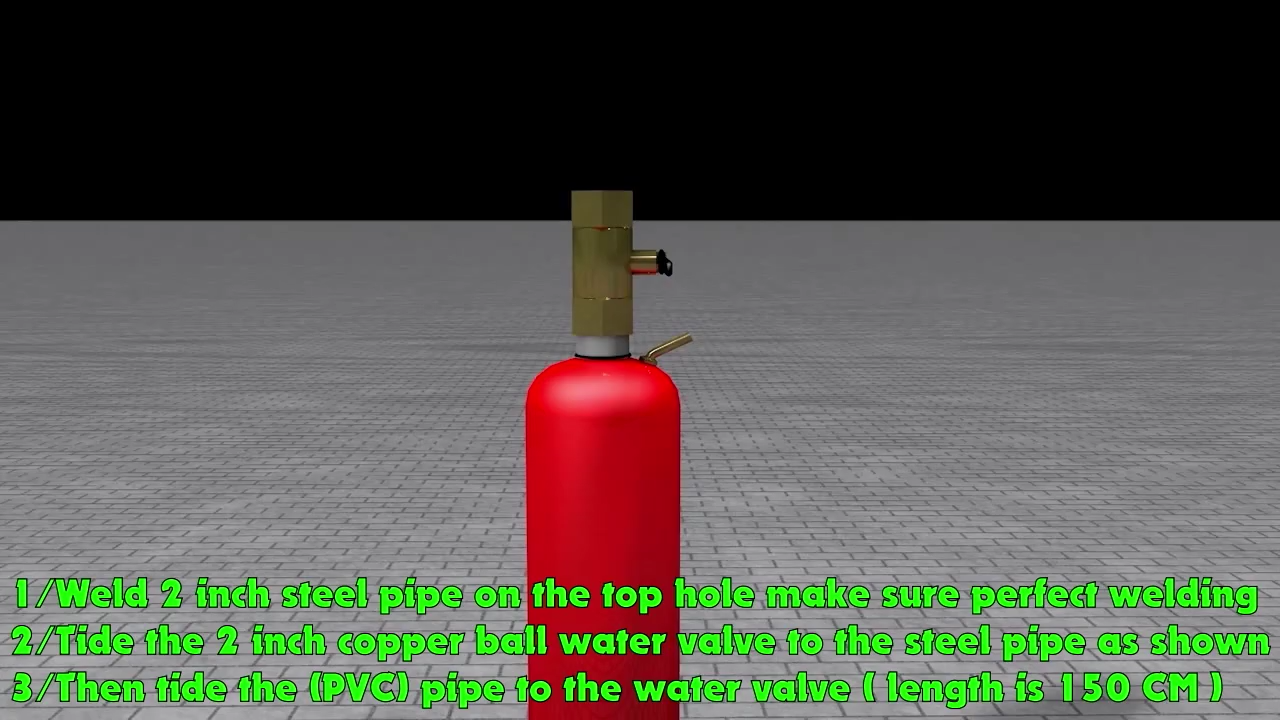 1/Weld 2 inch steel pipe on the top hole make sure perfect welding
2/Tide the 2 inch copper ball water valve to the steel pipe as shown
3/Then tide the (PVC) pipe to the water valve ( length is 150 CM )